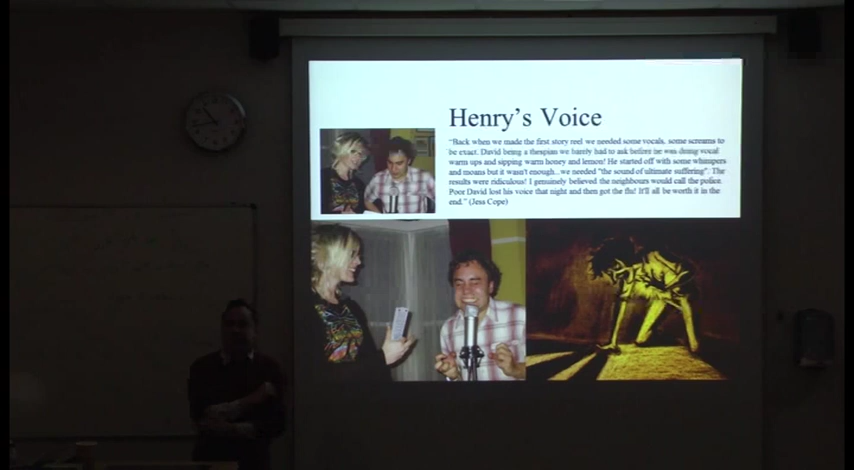 Henry's Voice
"Back when we made the first story reel we needed some vocals, some screams to
be exact. David being a thespian we barely had to ask before he was doing vocal
warm ups and sipping warm honey and lemon! He started off with some whimpers
and moans but it wasn't enough... we needed "the sound of ultimate suffering". The
results were ridiculous! I genuinely believed the neighbours would call the police.
Poor David lost his voice that night and then got the flu! It'll all be worth it in the
end." (Jess Cope)